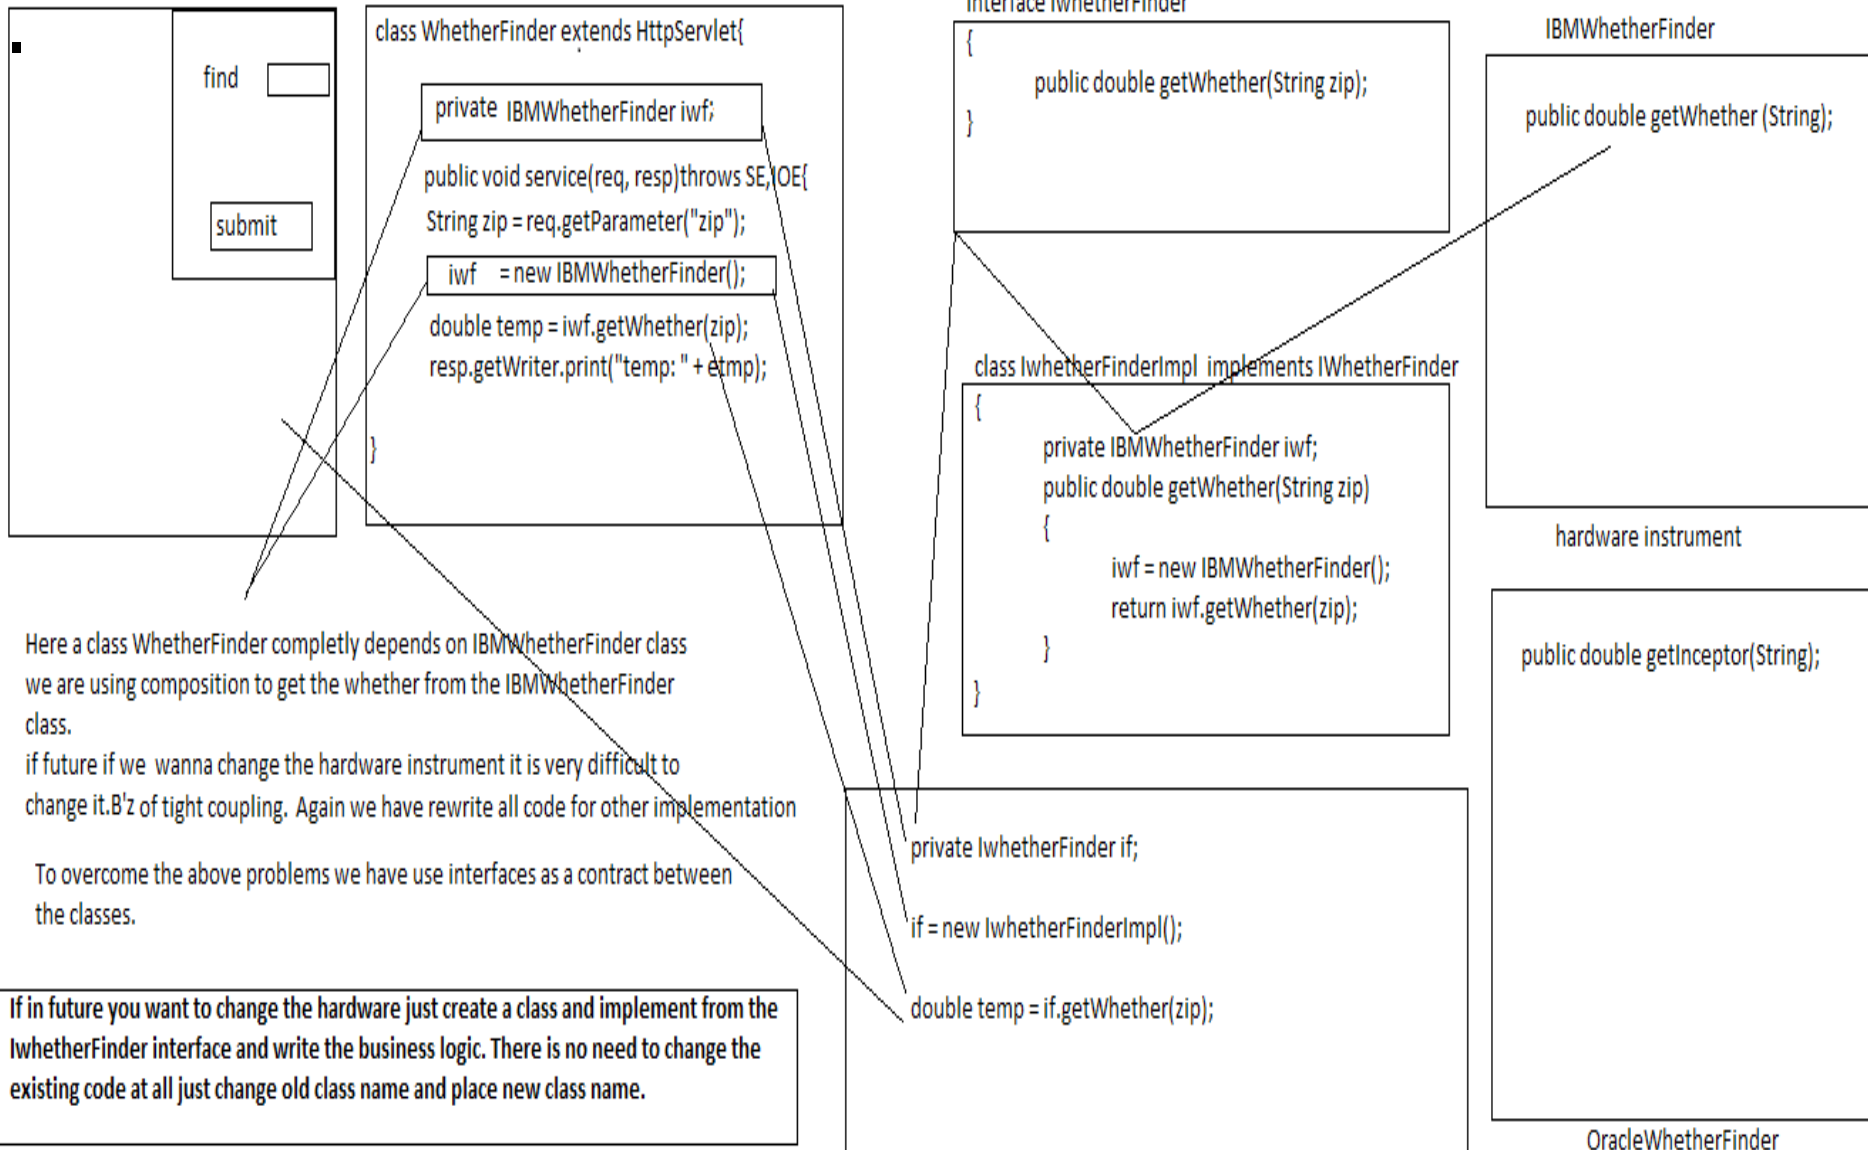 find
submit
class WhetherFinder extends HttpServlet{
private IBMWhetherFinder iwf;
public void service(req, resp)throws SE,IOE{
String zip = req.getParameter("zip");
iwf = new IBMWhetherFinder();
double temp = iwf.getWhether(zip);
resp.getWriter.print("temp: " + etmp);
}
Interface IwhetherFinder
{
public double getWhether(String zip);
}
IBMWhetherFinder
public double getWhether (String);
hardware instrument
class IwhetherFinderImpl implements IWhetherFinder
{
private IBMWhetherFinder iwf;
public double getWhether(String zip)
{
iwf = new IBMWhetherFinder();
return iwf.getWhether(zip);
}
}
public double getInceptor(String);
OracleWhetherFinder
Here a class WhetherFinder completly depends on IBMWhetherFinder class
we are using composition to get the whether from the IBMWhetherFinder
class.
if future if we wanna change the hardware instrument it is very difficult to
change it.B'z of tight coupling. Again we have rewrite all code for other implementation
To overcome the above problems we have use interfaces as a contract between
the classes.
If in future you want to change the hardware just create a class and implement from the
IwhetherFinder interface and write the business logic. There is no need to change the
existing code at all just change old class name and place new class name.
private IwhetherFinder if;
if = new IwhetherFinderImpl();
double temp = if.getWhether(zip);